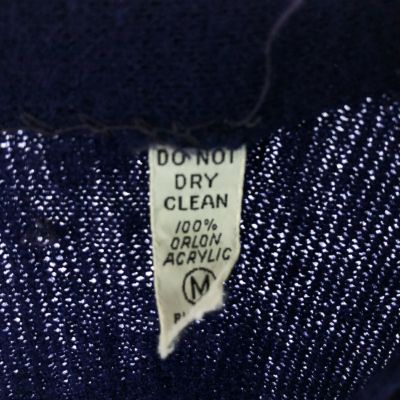 DO NOT
DRY
CLEAN
100%
ORLON
ACRYLIC
M